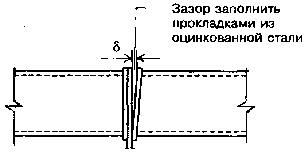 Зазор заполнить
прокладками из
оцинкованной стали
δ